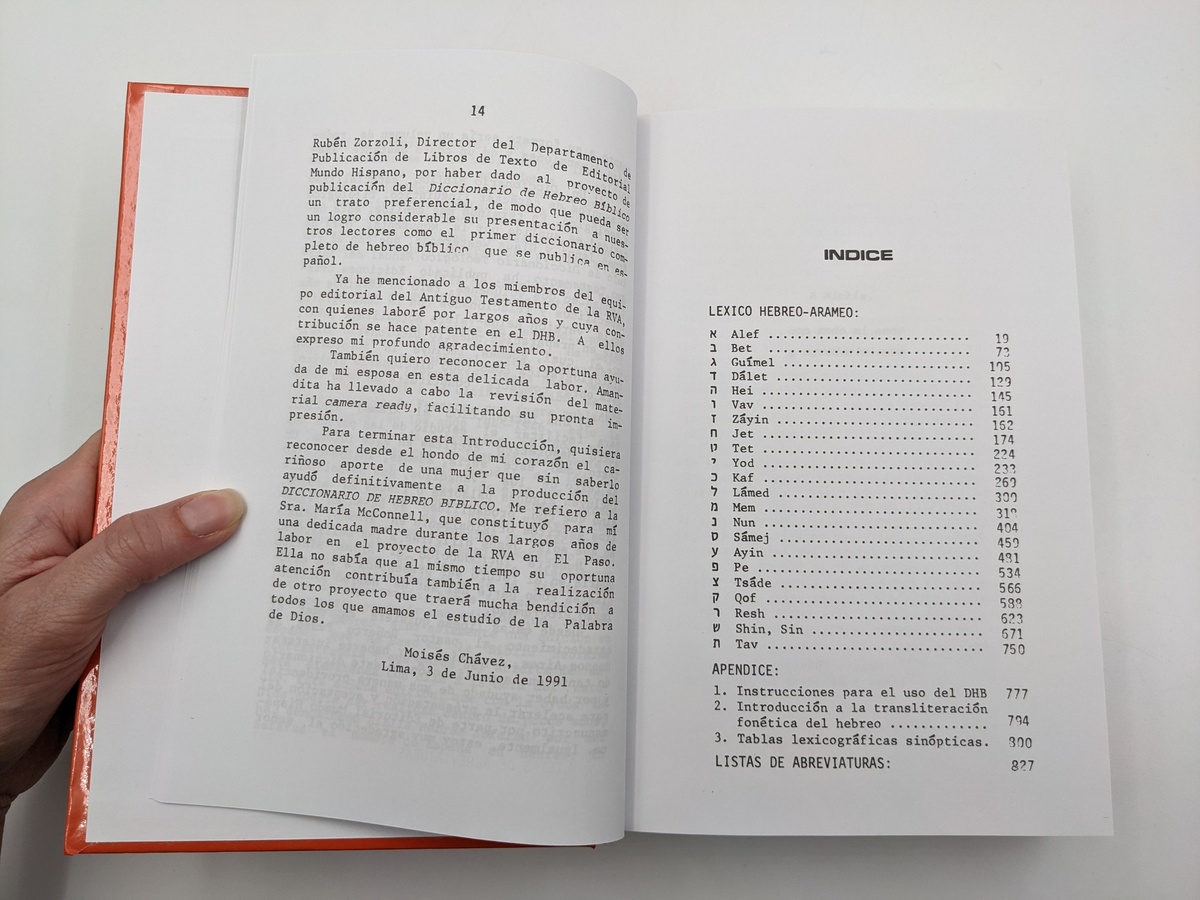 14
Rubén Zorzoli, Director del Departamento de
Publicación de Libros de Texto de Editorial
Mundo Hispano, por haber dado al proyecto de
publicación del Diccionario de Hebreo Bíblico
un trato preferencial, de modo que pueda ser
un logro considerable su presentación a nues-
tros lectores como el primer diccionario com-
pleto de hebreo bíblico que se publica en es-
pañol.
Ya he mencionado a los miembros del equi-
po editorial del Antiguo Testamento de la RVA,
con quienes laboré por largos años y cuya con-
tribución se hace patente en el DHB. A ellos
expreso mi profundo agradecimiento.
También quiero reconocer la oportuna ayu-
da de mi esposa en esta delicada labor. Aman-
dita ha llevado a cabo la revisión del mate-
rial camera ready, facilitando su pronta im-
presión.
Para terminar esta Introducción, quisiera
reconocer desde el hondo de mi corazón el ca-
riñoso aporte de una mujer que sin saberlo
ayudó definitivamente a la producción del
DICCIONARIO DE HEBREO BIBLICO. Me refiero a la
Sra. María McConnell, que constituyó para mí
una dedicada madre durante los largos años de
labor en el proyecto de la RVA en El Paso.
Ella no sabía que al mismo tiempo su oportuna
atención contribuía también a la realización
de otro proyecto que traerá mucha bendición a
todos los que amamos el estudio de la Palabra
de Dios.
Moisés Chávez,
Lima, 3 de Junio de 1991
INDICE
LEXICO HEBREO-ARAMEO:
א Alef ........................... 19
ב Bet ............................ 73
ג Guímel ......................... 105
ד Dálet .......................... 129
ה Hei ............................ 145
ו Vav ............................ 161
ז Záyin .......................... 162
ח Jet ............................ 174
ט Tet ............................ 224
י Yod ............................ 233
כ Kaf ............................ 260
ל Lámed .......................... 300
מ Mem ............................ 319
נ Nun ............................ 404
ס Sámej .......................... 459
ע Ayin ........................... 481
פ Pe ............................. 534
צ Tsáde .......................... 566
ק Qof ............................ 588
ר Resh ........................... 623
ש Shin, Sin ...................... 671
ת Tav ............................ 750
APENDICE:
1. Instrucciones para el uso del DHB 777
2. Introducción a la transliteración
fonética del hebreo ............ 794
3. Tablas lexicográficas sinópticas. 800
LISTAS DE ABREVIATURAS: 827